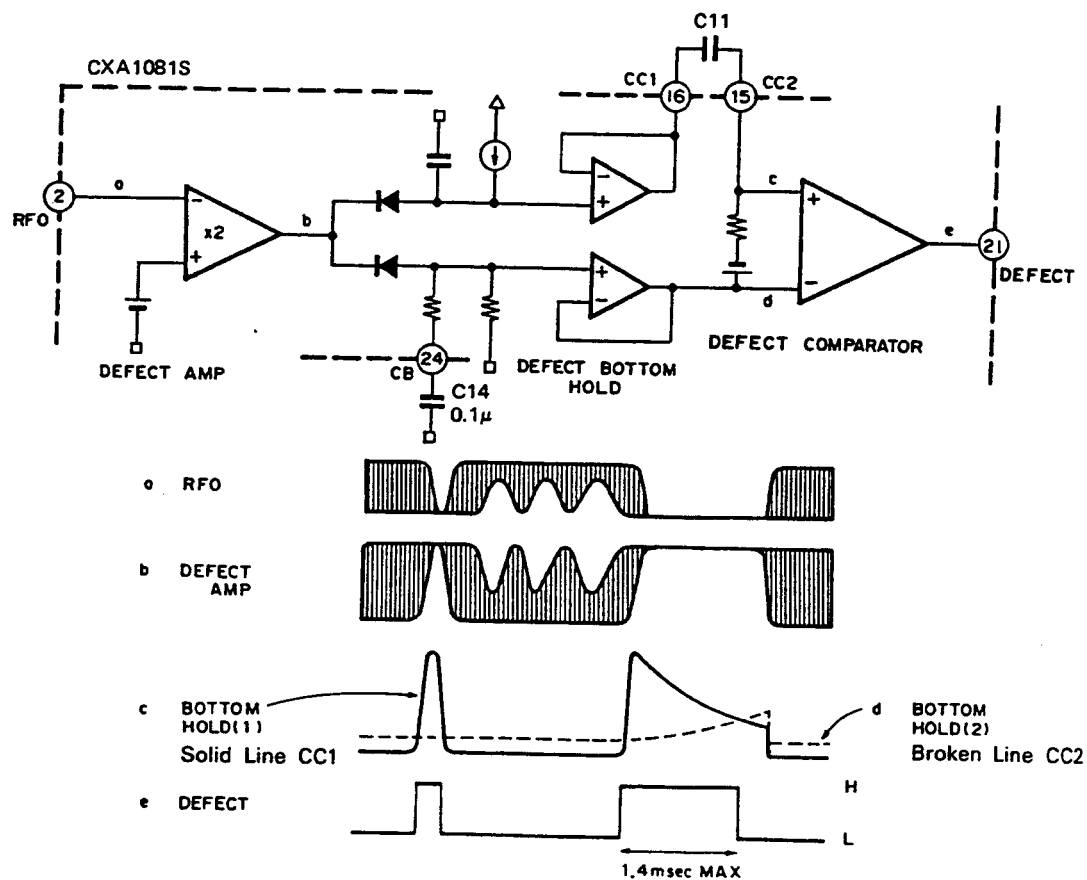 C11
CXA1081S
CC1
CC2
16
15
2
a
RFO
-
x2
+
b
-
+
+
-
c
+
-
d
e
21
DEFECT
DEFECT AMP
24
CB
C14
0.1μ
DEFECT BOTTOM
HOLD
DEFECT COMPARATOR
a RFO
b DEFECT
AMP
c BOTTOM
HOLD(1)
Solid Line CC1
d BOTTOM
HOLD(2)
Broken Line CC2
e DEFECT
H
L
1.4msec MAX